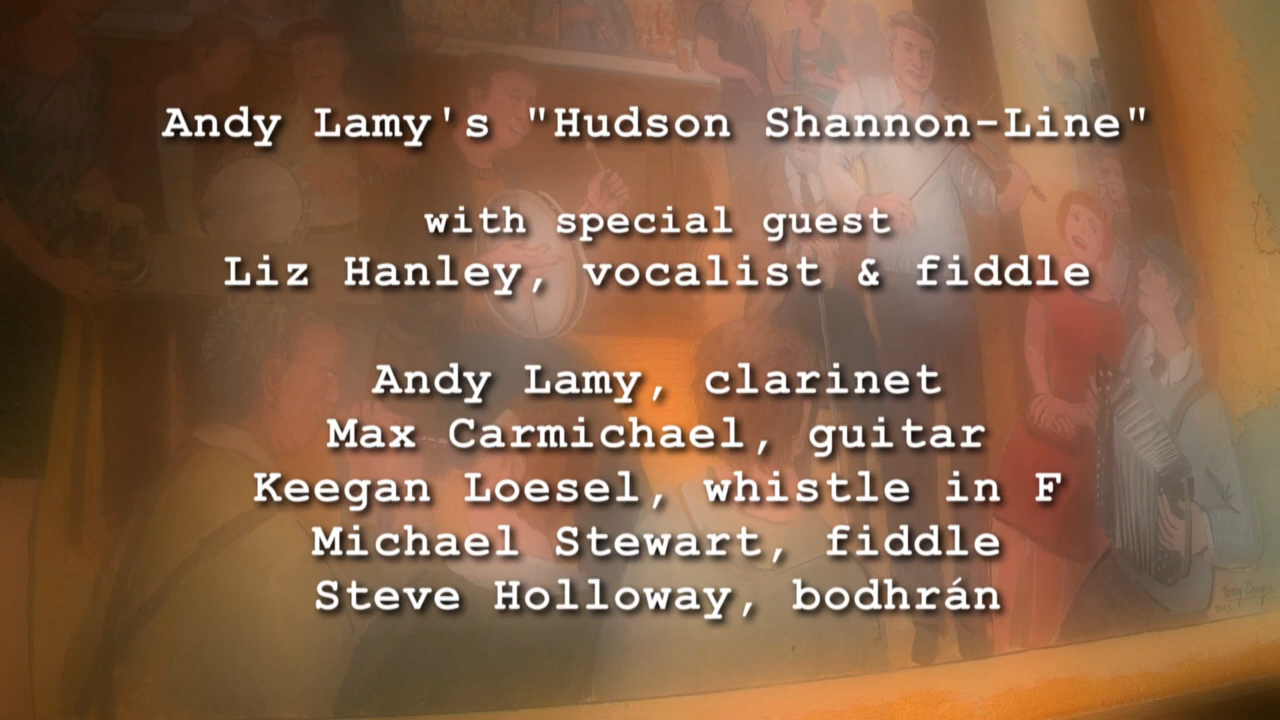 Andy Lamy's "Hudson Shannon-Line"
with special guest
Liz Hanley, vocalist & fiddle
Andy Lamy, clarinet
Max Carmichael, guitar
Keegan Loesel, whistle in F
Michael Stewart, fiddle
Steve Holloway, bodhrán